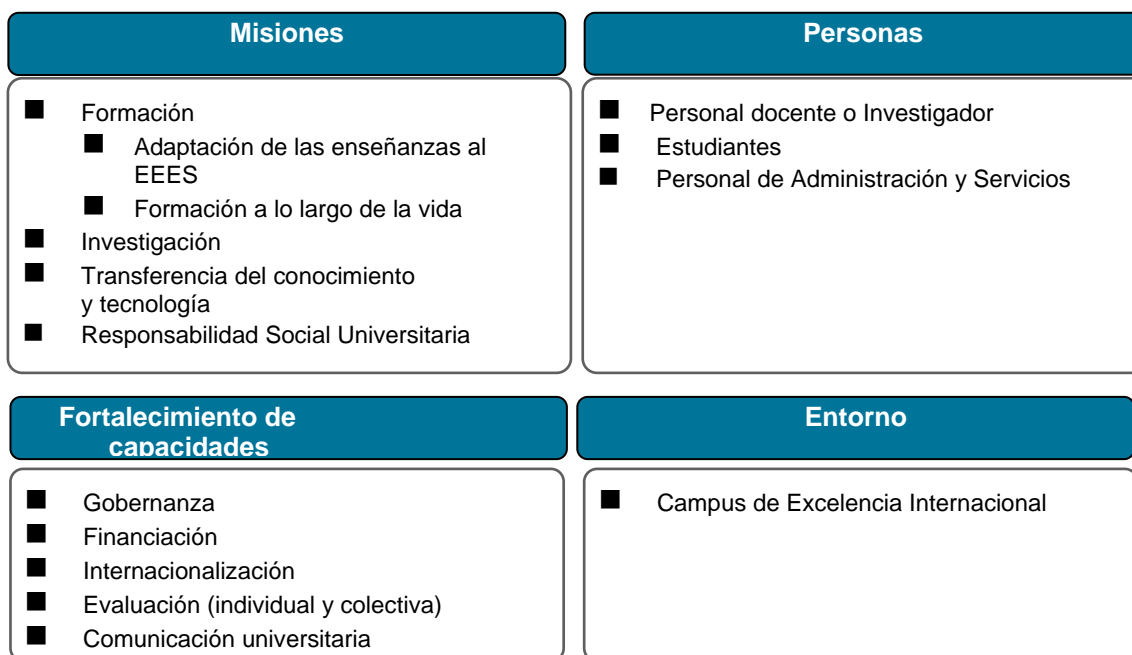 Misiones
Formación
Adaptación de las enseñanzas al
EEES
Formación a lo largo de la vida
Investigación
Transferencia del conocimiento
y tecnología
Responsabilidad Social Universitaria
Personas
Personal docente o Investigador
Estudiantes
Personal de Administración y Servicios
Fortalecimiento de
capacidades
Gobernanza
Financiación
Internacionalización
Evaluación (individual y colectiva)
Comunicación universitaria
Entorno
Campus de Excelencia Internacional